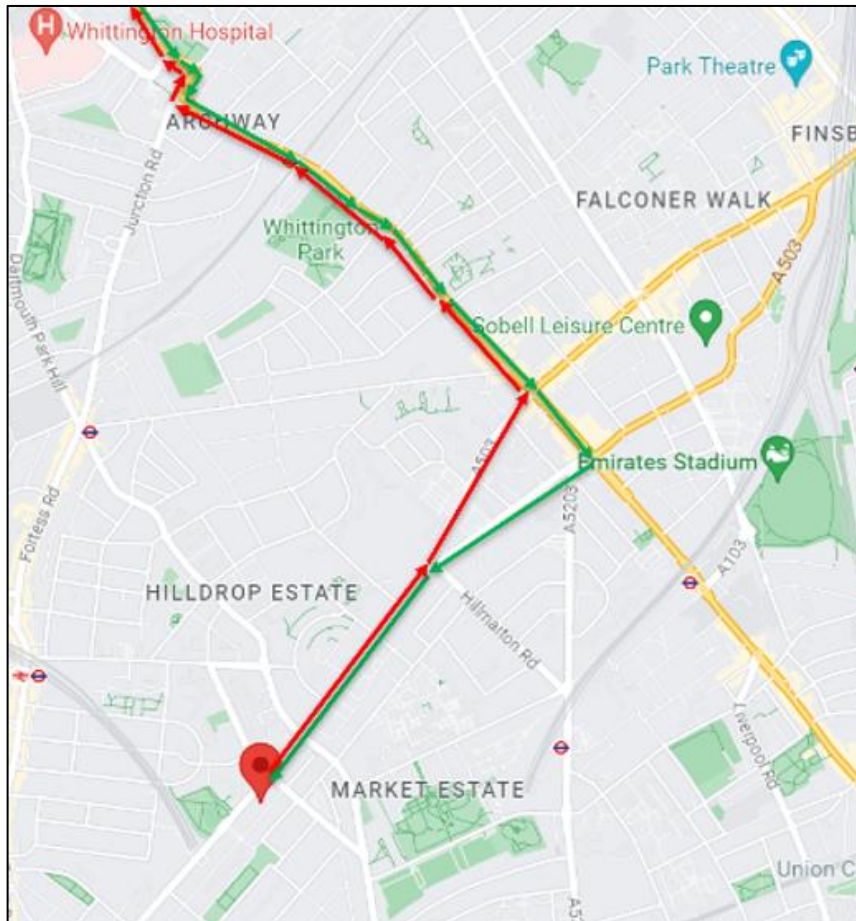 H
Whittington Hospital
Park Theatre
ARCHWAY
FINSB
Junction Rd
FALCONER WALK
Whittington
Park
A503
Dartmouth Park Hill
Sobell Leisure Centre
A503
Emirates Stadium
Fortess Rd
A5203
A103
HILLDROP ESTATE
Hillmarton Rd
Liverpool Rd
MARKET ESTATE
Union C
A5